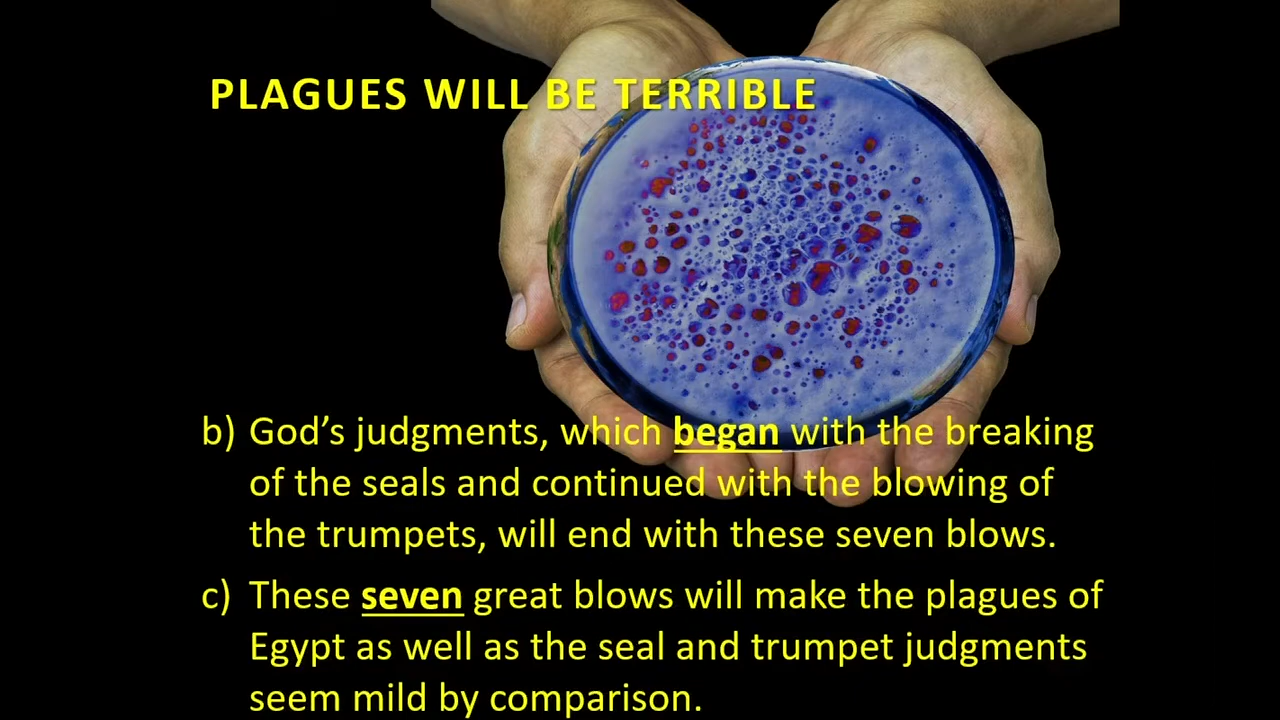 PLAGUES WILL BE TERRIBLE
b) God’s judgments, which began with the breaking
of the seals and continued with the blowing of
the trumpets, will end with these seven blows.
c) These seven great blows will make the plagues of
Egypt as well as the seal and trumpet judgments
seem mild by comparison.